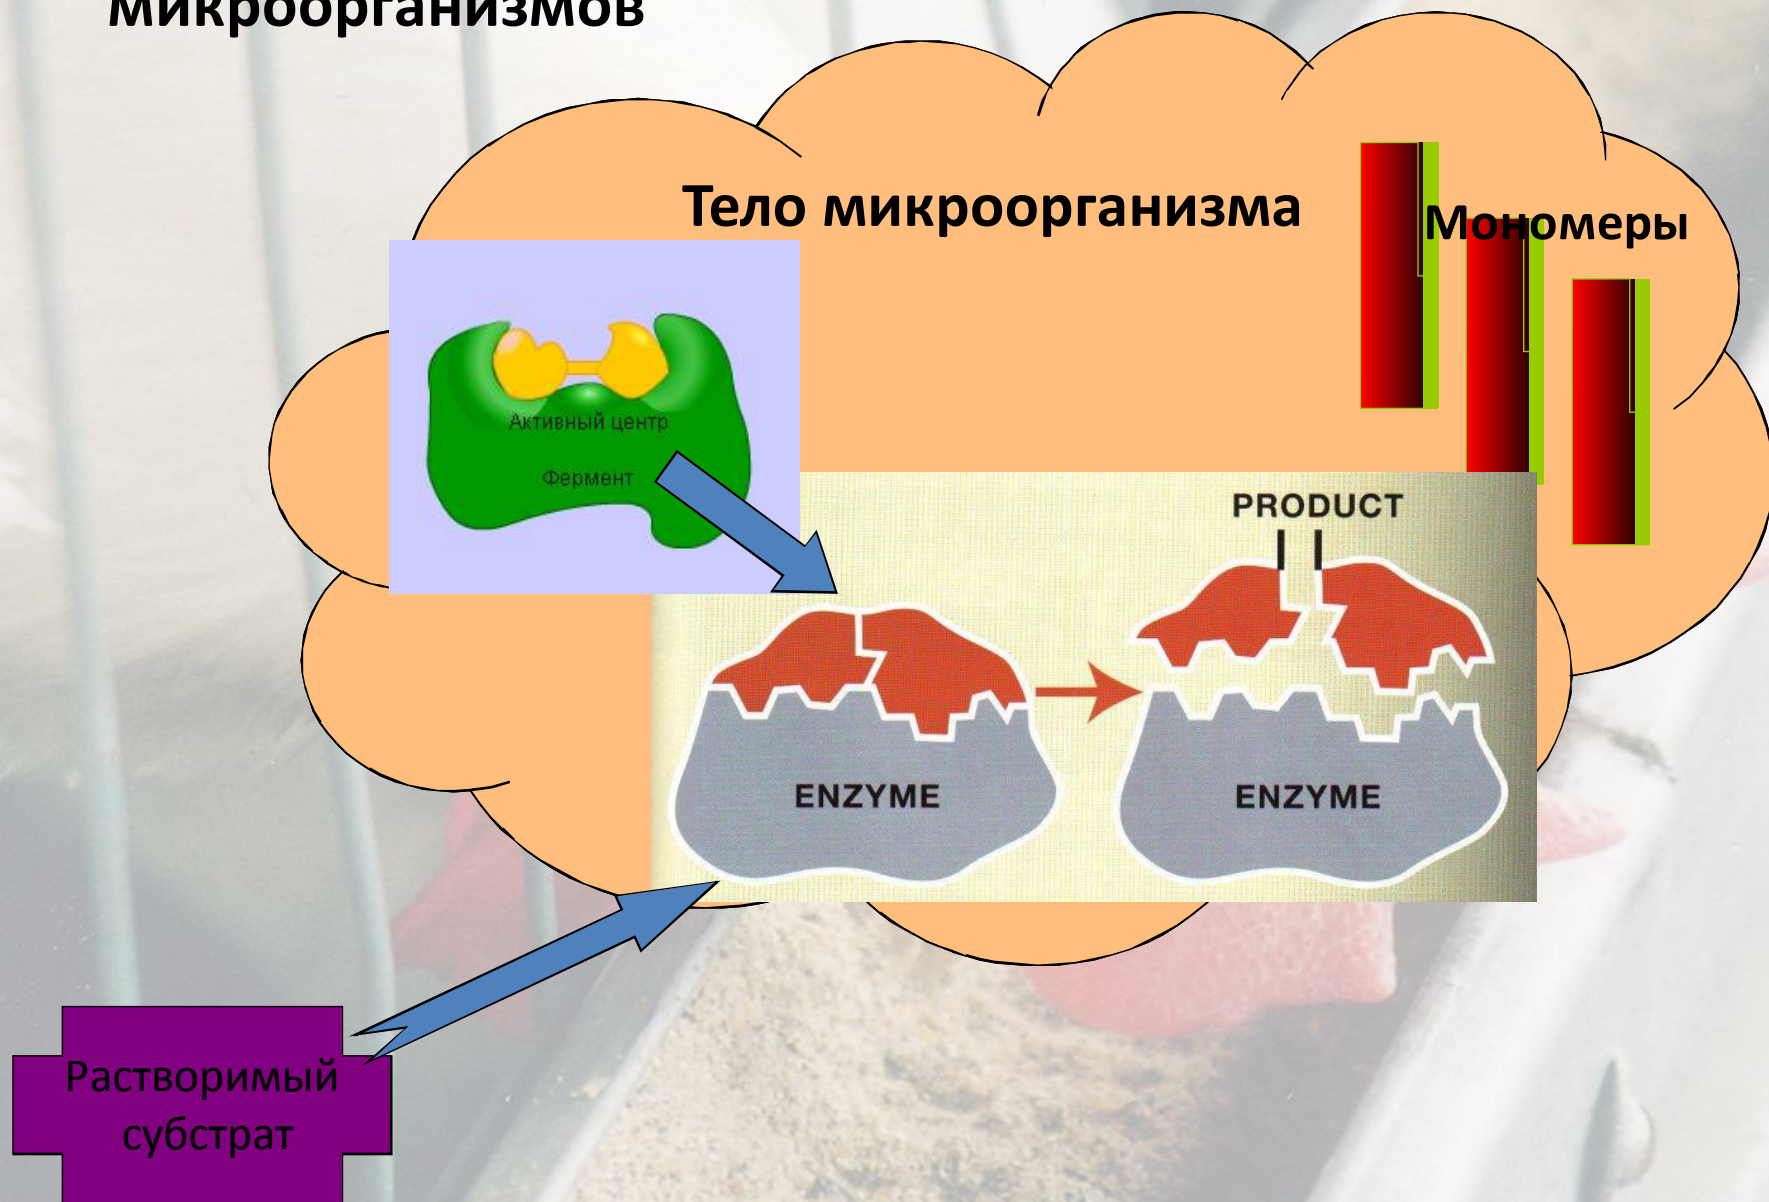 микроорганизмов
Тело микроорганизма
Мономеры
Активный центр
Фермент
PRODUCT
ENZYME
ENZYME
Растворимый
субстрат